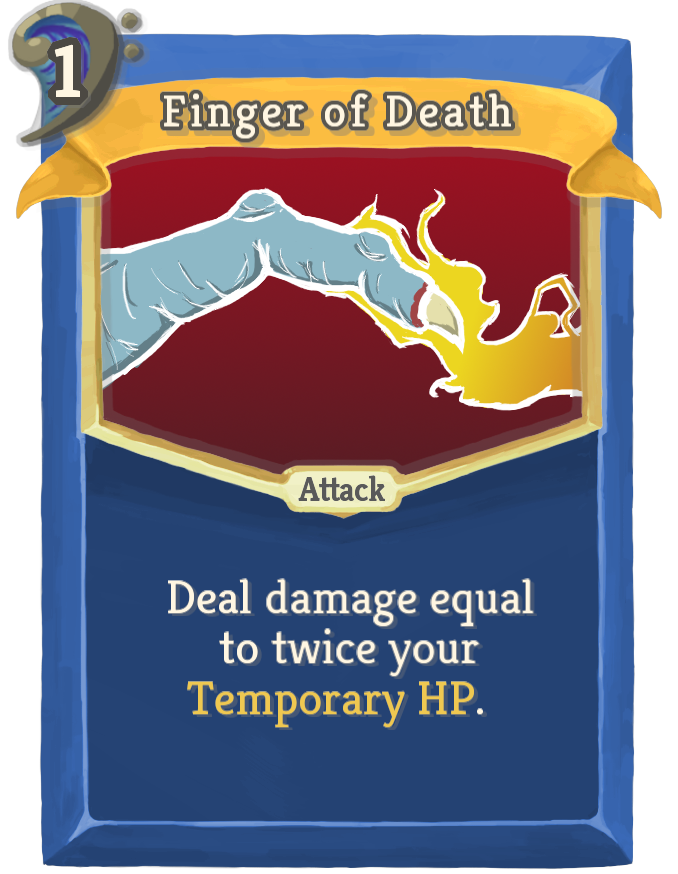 1
Finger of Death
Attack
Deal damage equal
to twice your
Temporary HP.